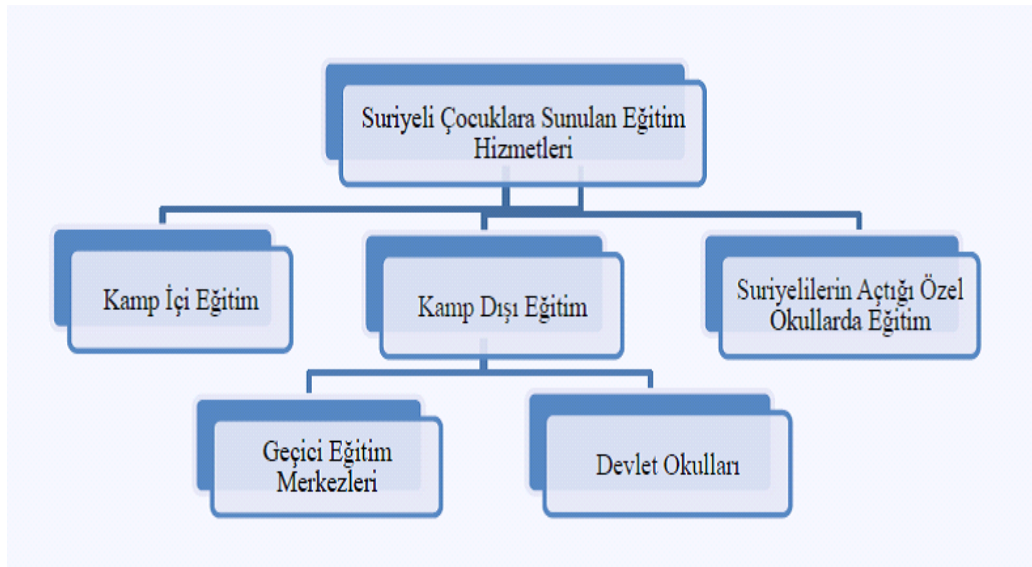 Suriyeli Çocuklara Sunulan Eğitim
Hizmetleri
Kamp İçi Eğitim
Kamp Dışı Eğitim
Suriyelilerin Açtığı Özel
Okullarda Eğitim
Geçici Eğitim
Merkezleri
Devlet Okulları